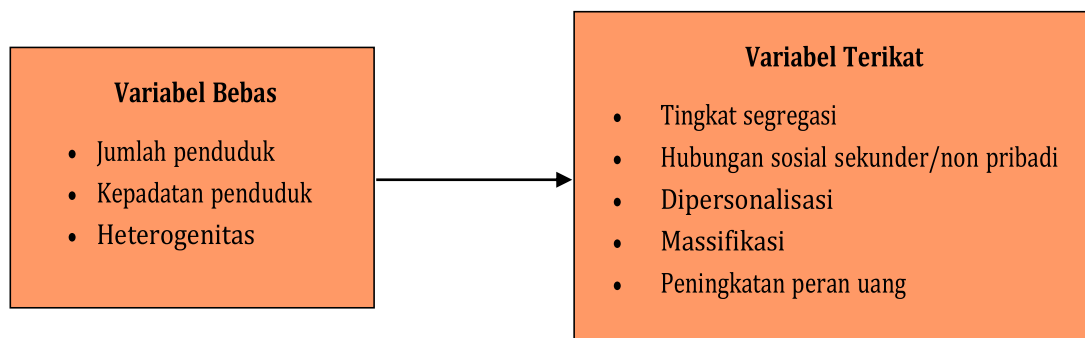 Variabel Bebas
• Jumlah penduduk
• Kepadatan penduduk
• Heterogenitas
Variabel Terikat
• Tingkat segregasi
• Hubungan sosial sekunder/non pribadi
• Dipersonalisasi
• Massifikasi
• Peningkatan peran uang